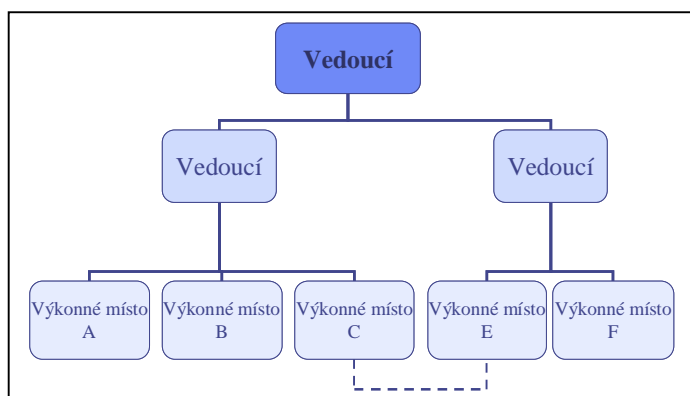 Vedoucí
Vedoucí
Vedoucí
Výkonné místo
A
Výkonné místo
B
Výkonné místo
C
Výkonné místo
E
Výkonné místo
F